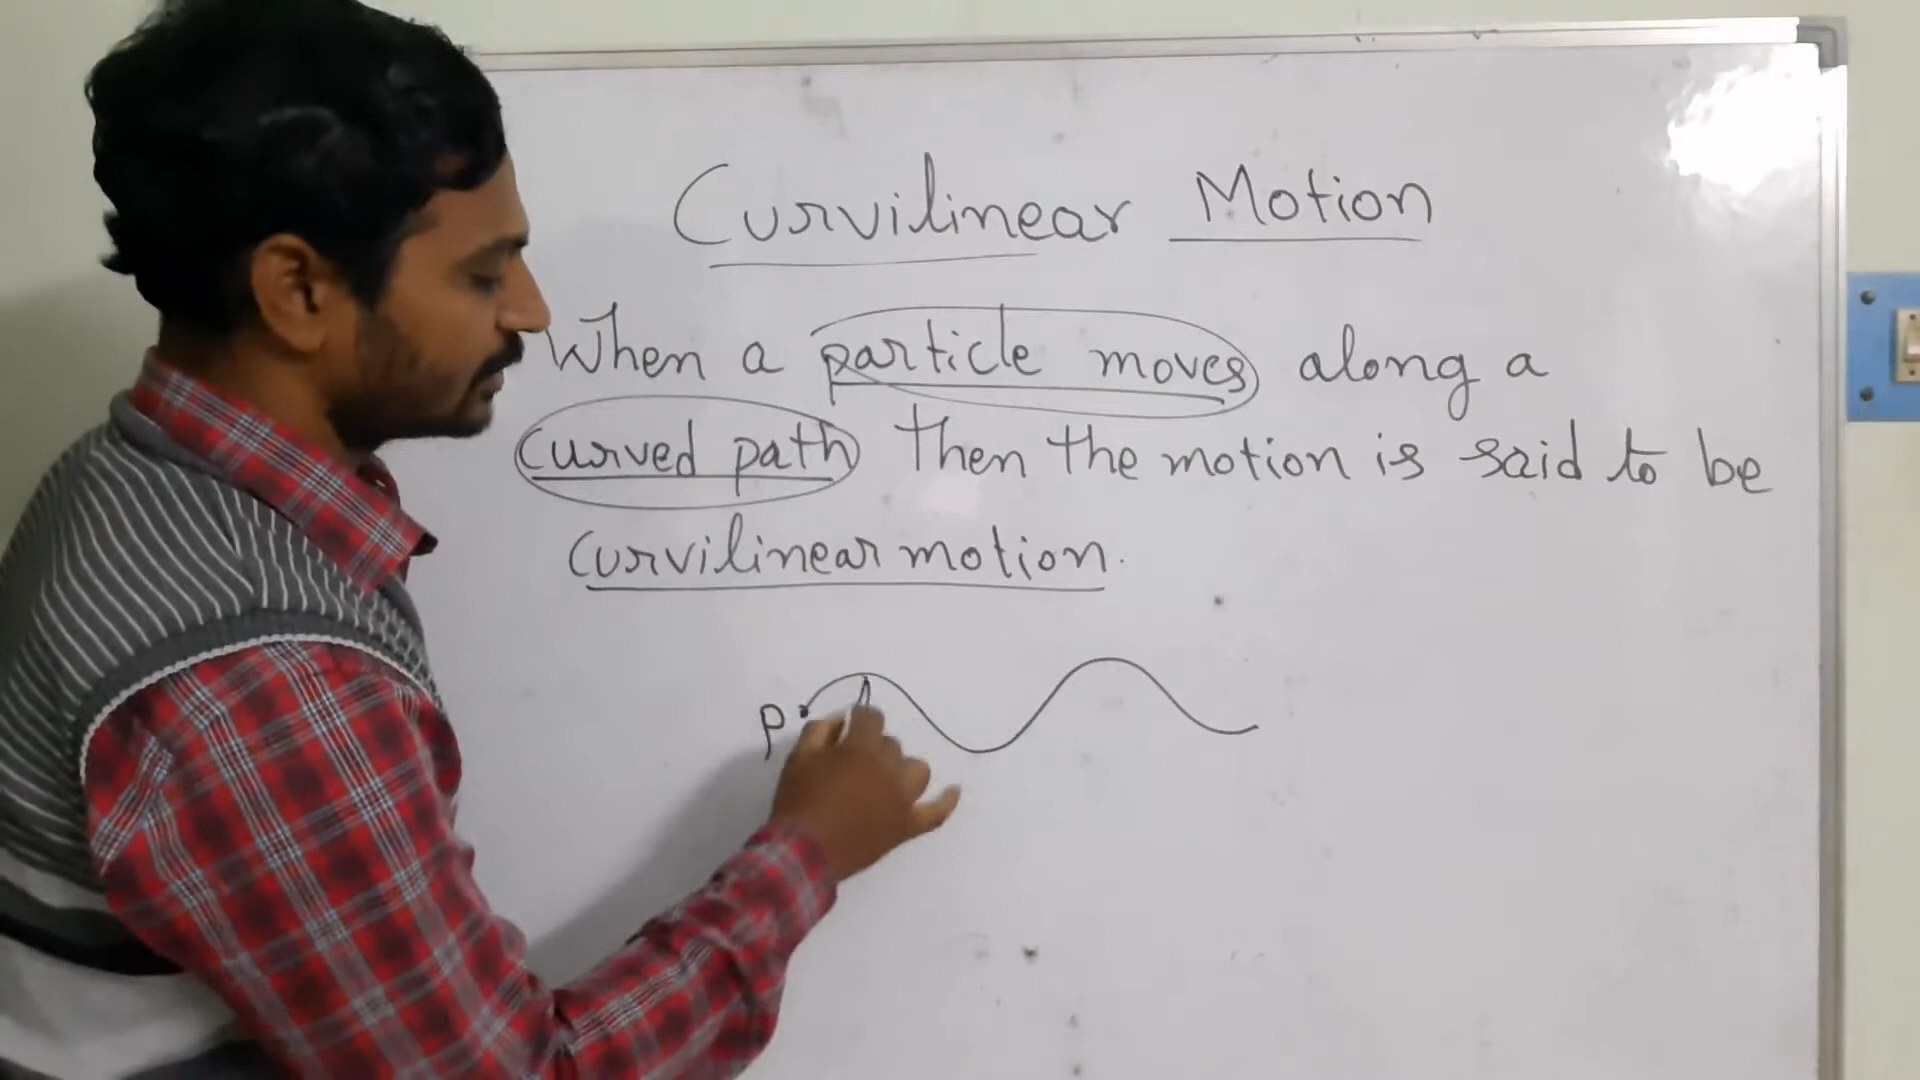 Curvilinear Motion
When a particle moves along a
curved path then the motion is said to be
curvilinear motion.
P